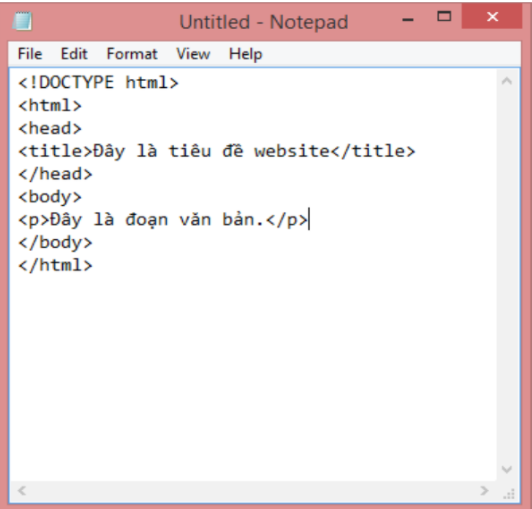 Untitled - Notepad
File Edit Format View Help
<!DOCTYPE html>
<html>
<head>
<title>Đây là tiêu đề website</title>
</head>
<body>
<p>Đây là đoạn văn bản.</p>
</body>
</html>